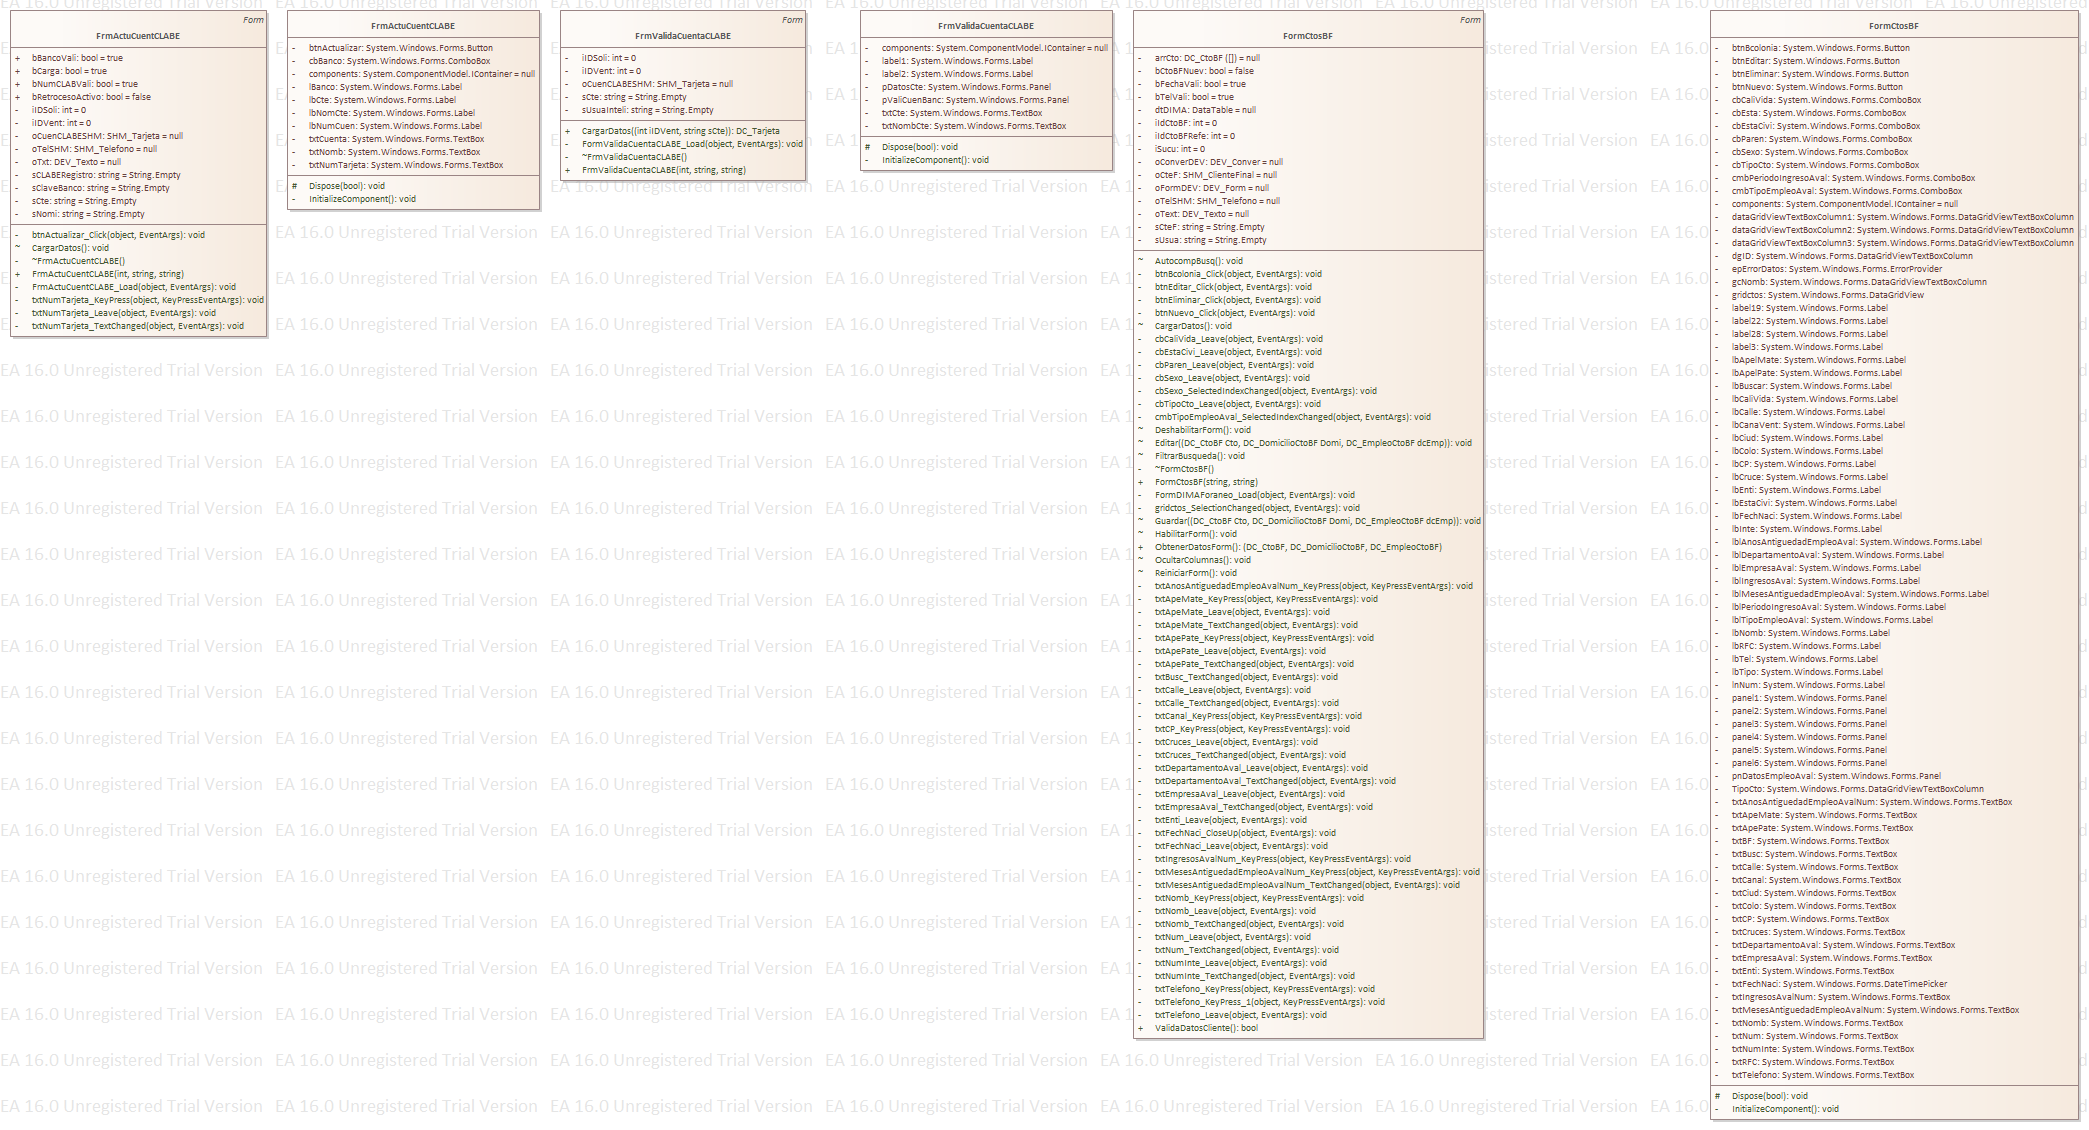 Form
FrmActuCuentCLABE
+ bBancoVali: bool = true
+ bCarga: bool = true
+ bNumCLABVali: bool = true
+ bRetrocesoActivo: bool = false
- iIDSoli: int = 0
- iIDVent: int = 0
- oCuenCLABESHM: SHM_Tarjeta = null
- oTelSHM: SHM_Telefono = null
- oTxt: DEV_Texto = null
- sCLABERegistro: string = String.Empty
- sClaveBanco: string = String.Empty
- sCte: string = String.Empty
- sNomi: string = String.Empty
- btnActualizar_Click(object, EventArgs): void
~ CargarDatos(): void
- ~FrmActuCuentCLABE()
+ FrmActuCuentCLABE(int, string, string)
- FrmActuCuentCLABE_Load(object, EventArgs): void
- txtNumTarjeta_KeyPress(object, KeyPressEventArgs): void
- txtNumTarjeta_Leave(object, EventArgs): void
- txtNumTarjeta_TextChanged(object, EventArgs): void
FrmActuCuentCLABE
- btnActualizar: System.Windows.Forms.Button
- cbBanco: System.Windows.Forms.ComboBox
- components: System.ComponentModel.IContainer = null
- lBanco: System.Windows.Forms.Label
- lbCte: System.Windows.Forms.Label
- lbNomCte: System.Windows.Forms.Label
- lbNumCuen: System.Windows.Forms.Label
- txtCuenta: System.Windows.Forms.TextBox
- txtNomb: System.Windows.Forms.TextBox
- txtNumTarjeta: System.Windows.Forms.TextBox
# Dispose(bool): void
- InitializeComponent(): void
Form
FrmValidaCuentaCLABE
- iIDSoli: int = 0
- iIDVent: int = 0
- oCuenCLABESHM: SHM_Tarjeta = null
- sCte: string = String.Empty
- sUsuaInteli: string = String.Empty
+ CargarDatos((int iIDVent, string sCte)): DC_Tarjeta
- FormValidaCuentaCLABE_Load(object, EventArgs): void
- ~FrmValidaCuentaCLABE()
+ FrmValidaCuentaCLABE(int, string, string)
FrmValidaCuentaCLABE
- components: System.ComponentModel.IContainer = null
- label1: System.Windows.Forms.Label
- label2: System.Windows.Forms.Label
- pDatosCte: System.Windows.Forms.Panel
- pValiCuenBanc: System.Windows.Forms.Panel
- txtCte: System.Windows.Forms.TextBox
- txtNombCte: System.Windows.Forms.TextBox
# Dispose(bool): void
- InitializeComponent(): void
Form
FormCtosBF
- arrCto: DC_CtoBF ([]) = null
- bCtoBFNuev: bool = false
- bFechaVali: bool = true
- bTelVali: bool = true
- dtDIMA: DataTable = null
- iIdCtoBF: int = 0
- iIdCtoBFRefe: int = 0
- iSucu: int = 0
- oConverDEV: DEV_Conver = null
- oCteF: SHM_ClienteFinal = null
- oFormDEV: DEV_Form = null
- oTelSHM: SHM_Telefono = null
- oText: DEV_Texto = null
- sCteF: string = String.Empty
- sUsua: string = String.Empty
~ AutocompBusq(): void
- btnBcolonia_Click(object, EventArgs): void
- btnEditar_Click(object, EventArgs): void
- btnEliminar_Click(object, EventArgs): void
- btnNuevo_Click(object, EventArgs): void
~ CargarDatos(): void
- cbCaliVida_Leave(object, EventArgs): void
- cbEstaCivi_Leave(object, EventArgs): void
- cbParen_Leave(object, EventArgs): void
- cbSexo_Leave(object, EventArgs): void
- cbSexo_SelectedIndexChanged(object, EventArgs): void
- cbTipoCto_Leave(object, EventArgs): void
- cmbTipoEmpleoAval_SelectedIndexChanged(object, EventArgs): void
~ DeshabilitarForm(): void
~ Editar((DC_CtoBF Cto, DC_DomicilioCtoBF Domi, DC_EmpleoCtoBF dcEmp)): void
~ FiltrarBusqueda(): void
- ~FormCtosBF()
+ FormCtosBF(string, string)
- FormDIMAForaneo_Load(object, EventArgs): void
- gridctos_SelectionChanged(object, EventArgs): void
~ Guardar((DC_CtoBF Cto, DC_DomicilioCtoBF Domi, DC_EmpleoCtoBF dcEmp)): void
~ HabilitarForm(): void
+ ObtenerDatosForm(): (DC_CtoBF, DC_DomicilioCtoBF, DC_EmpleoCtoBF)
~ OcultarColumnas(): void
~ ReiniciarForm(): void
- txtAnosAntiguedadEmpleoAvalNum_KeyPress(object, KeyPressEventArgs): void
- txtApeMate_KeyPress(object, KeyPressEventArgs): void
- txtApeMate_Leave(object, EventArgs): void
- txtApeMate_TextChanged(object, EventArgs): void
- txtApePate_KeyPress(object, KeyPressEventArgs): void
- txtApePate_Leave(object, EventArgs): void
- txtApePate_TextChanged(object, EventArgs): void
- txtBusc_TextChanged(object, EventArgs): void
- txtCalle_Leave(object, EventArgs): void
- txtCalle_TextChanged(object, EventArgs): void
- txtCanal_KeyPress(object, KeyPressEventArgs): void
- txtCP_KeyPress(object, KeyPressEventArgs): void
- txtCruces_Leave(object, EventArgs): void
- txtCruces_TextChanged(object, EventArgs): void
- txtDepartamentoAval_Leave(object, EventArgs): void
- txtDepartamentoAval_TextChanged(object, EventArgs): void
- txtEmpresaAval_Leave(object, EventArgs): void
- txtEmpresaAval_TextChanged(object, EventArgs): void
- txtEnti_Leave(object, EventArgs): void
- txtFechNaci_CloseUp(object, EventArgs): void
- txtFechNaci_Leave(object, EventArgs): void
- txtIngresosAvalNum_KeyPress(object, KeyPressEventArgs): void
- txtMesesAntiguedadEmpleoAvalNum_KeyPress(object, KeyPressEventArgs): void
- txtMesesAntiguedadEmpleoAvalNum_TextChanged(object, EventArgs): void
- txtNomb_KeyPress(object, KeyPressEventArgs): void
- txtNomb_Leave(object, EventArgs): void
- txtNomb_TextChanged(object, EventArgs): void
- txtNum_Leave(object, EventArgs): void
- txtNum_TextChanged(object, EventArgs): void
- txtNumInte_Leave(object, EventArgs): void
- txtNumInte_TextChanged(object, EventArgs): void
- txtTelefono_KeyPress(object, KeyPressEventArgs): void
- txtTelefono_KeyPress_1(object, KeyPressEventArgs): void
- txtTelefono_Leave(object, EventArgs): void
+ ValidaDatosCliente(): bool
FormCtosBF
- btnBcolonia: System.Windows.Forms.Button
- btnEditar: System.Windows.Forms.Button
- btnEliminar: System.Windows.Forms.Button
- btnNuevo: System.Windows.Forms.Button
- cbCaliVida: System.Windows.Forms.ComboBox
- cbEsta: System.Windows.Forms.ComboBox
- cbEstaCivi: System.Windows.Forms.ComboBox
- cbParen: System.Windows.Forms.ComboBox
- cbSexo: System.Windows.Forms.ComboBox
- cbTipoCto: System.Windows.Forms.ComboBox
- cmbPeriodoIngresoAval: System.Windows.Forms.ComboBox
- cmbTipoEmpleoAval: System.Windows.Forms.ComboBox
- components: System.ComponentModel.IContainer = null
- dataGridViewTextBoxColumn1: System.Windows.Forms.DataGridViewTextBoxColumn
- dataGridViewTextBoxColumn2: System.Windows.Forms.DataGridViewTextBoxColumn
- dataGridViewTextBoxColumn3: System.Windows.Forms.DataGridViewTextBoxColumn
- dgID: System.Windows.Forms.DataGridViewTextBoxColumn
- epErrorDatos: System.Windows.Forms.ErrorProvider
- gcNomb: System.Windows.Forms.DataGridViewTextBoxColumn
- gridctos: System.Windows.Forms.DataGridView
- label19: System.Windows.Forms.Label
- label22: System.Windows.Forms.Label
- label28: System.Windows.Forms.Label
- label3: System.Windows.Forms.Label
- lbApelMate: System.Windows.Forms.Label
- lbApelPate: System.Windows.Forms.Label
- lbBuscar: System.Windows.Forms.Label
- lbCaliVida: System.Windows.Forms.Label
- lbCalle: System.Windows.Forms.Label
- lbCanaVent: System.Windows.Forms.Label
- lbCiud: System.Windows.Forms.Label
- lbColo: System.Windows.Forms.Label
- lbCP: System.Windows.Forms.Label
- lbCruce: System.Windows.Forms.Label
- lbEnti: System.Windows.Forms.Label
- lbEstaCivi: System.Windows.Forms.Label
- lbFechNaci: System.Windows.Forms.Label
- lbInte: System.Windows.Forms.Label
- lblAnosAntiguedadEmpleoAval: System.Windows.Forms.Label
- lblDepartamentoAval: System.Windows.Forms.Label
- lblEmpresaAval: System.Windows.Forms.Label
- lblIngresosAval: System.Windows.Forms.Label
- lblMesesAntiguedadEmpleoAval: System.Windows.Forms.Label
- lblPeriodoIngresoAval: System.Windows.Forms.Label
- lblTipoEmpleoAval: System.Windows.Forms.Label
- lbNomb: System.Windows.Forms.Label
- lbRFC: System.Windows.Forms.Label
- lbTel: System.Windows.Forms.Label
- lbTipo: System.Windows.Forms.Label
- lnNum: System.Windows.Forms.Label
- panel1: System.Windows.Forms.Panel
- panel2: System.Windows.Forms.Panel
- panel3: System.Windows.Forms.Panel
- panel4: System.Windows.Forms.Panel
- panel5: System.Windows.Forms.Panel
- panel6: System.Windows.Forms.Panel
- pnDatosEmpleoAval: System.Windows.Forms.Panel
- TipoCto: System.Windows.Forms.DataGridViewTextBoxColumn
- txtAnosAntiguedadEmpleoAvalNum: System.Windows.Forms.TextBox
- txtApeMate: System.Windows.Forms.TextBox
- txtApePate: System.Windows.Forms.TextBox
- txtBF: System.Windows.Forms.TextBox
- txtBusc: System.Windows.Forms.TextBox
- txtCalle: System.Windows.Forms.TextBox
- txtCanal: System.Windows.Forms.TextBox
- txtCiud: System.Windows.Forms.TextBox
- txtColo: System.Windows.Forms.TextBox
- txtCP: System.Windows.Forms.TextBox
- txtCruces: System.Windows.Forms.TextBox
- txtDepartamentoAval: System.Windows.Forms.TextBox
- txtEmpresaAval: System.Windows.Forms.TextBox
- txtEnti: System.Windows.Forms.TextBox
- txtFechNaci: System.Windows.Forms.DateTimePicker
- txtIngresosAvalNum: System.Windows.Forms.TextBox
- txtMesesAntiguedadEmpleoAvalNum: System.Windows.Forms.TextBox
- txtNomb: System.Windows.Forms.TextBox
- txtNum: System.Windows.Forms.TextBox
- txtNumInte: System.Windows.Forms.TextBox
- txtRFC: System.Windows.Forms.TextBox
- txtTelefono: System.Windows.Forms.TextBox
# Dispose(bool): void
- InitializeComponent(): void
EA 16.0 Unregistered Trial Version